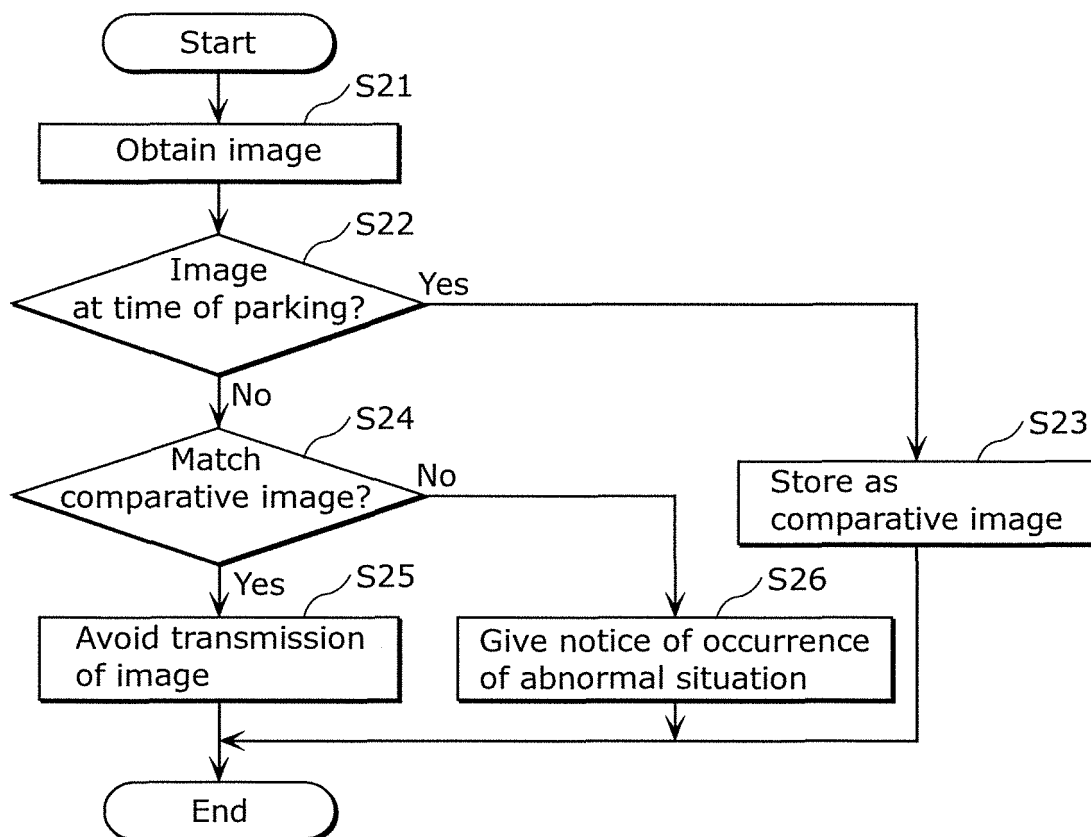 Start
S21
Obtain image
S22
Image
at time of parking?
Yes
No
S24
Match
comparative image?
No
S23
Store as
comparative image
Yes
S25
Avoid transmission
of image
S26
Give notice of occurrence
of abnormal situation
End